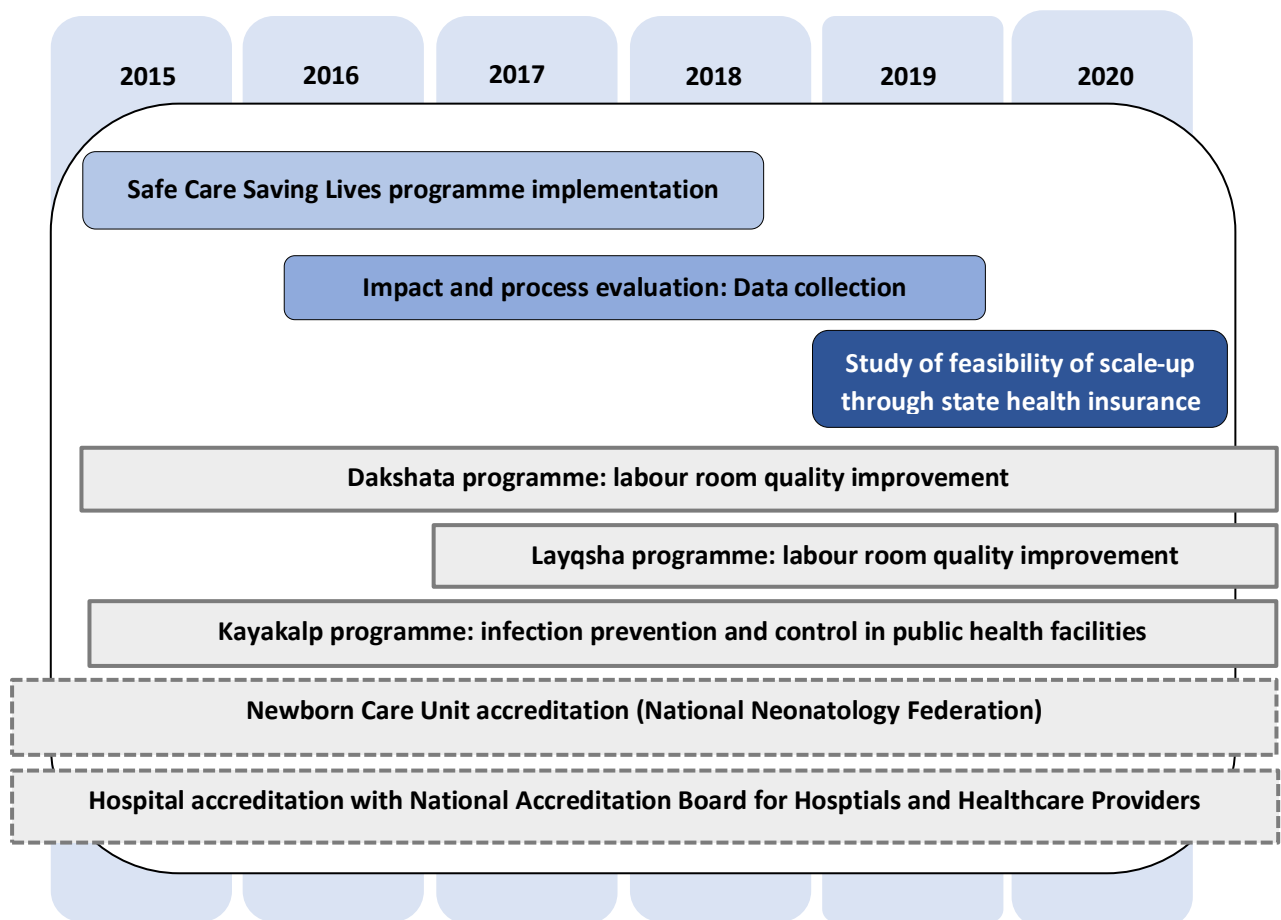 2015 2016 2017 2018 2019 2020
Safe Care Saving Lives programme implementation
Impact and process evaluation: Data collection
Study of feasibility of scale-up
through state health insurance
Dakshata programme: labour room quality improvement
Layqsha programme: labour room quality improvement
Kayakalp programme: infection prevention and control in public health facilities
Newborn Care Unit accreditation (National Neonatology Federation)
Hospital accreditation with National Accreditation Board for Hosptials and Healthcare Providers